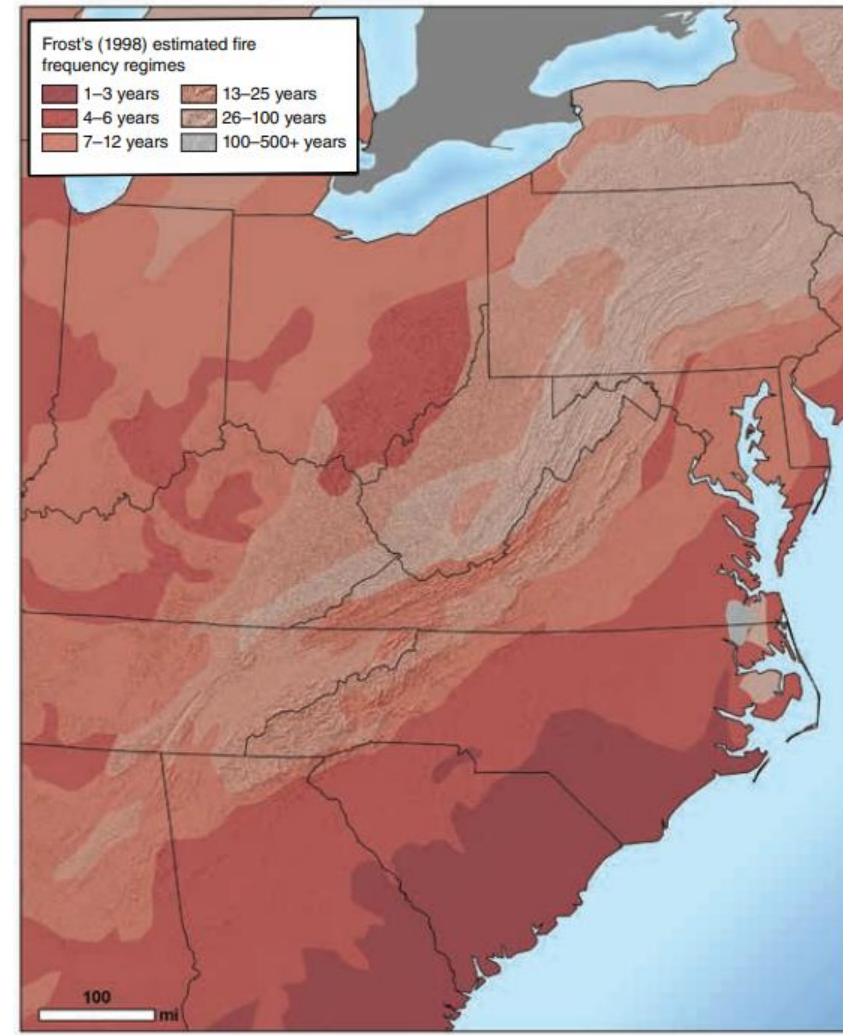 Frost's (1998) estimated fire
frequency regimes
1–3 years
13–25 years
4–6 years
26–100 years
7–12 years
100–500+ years
100
mi